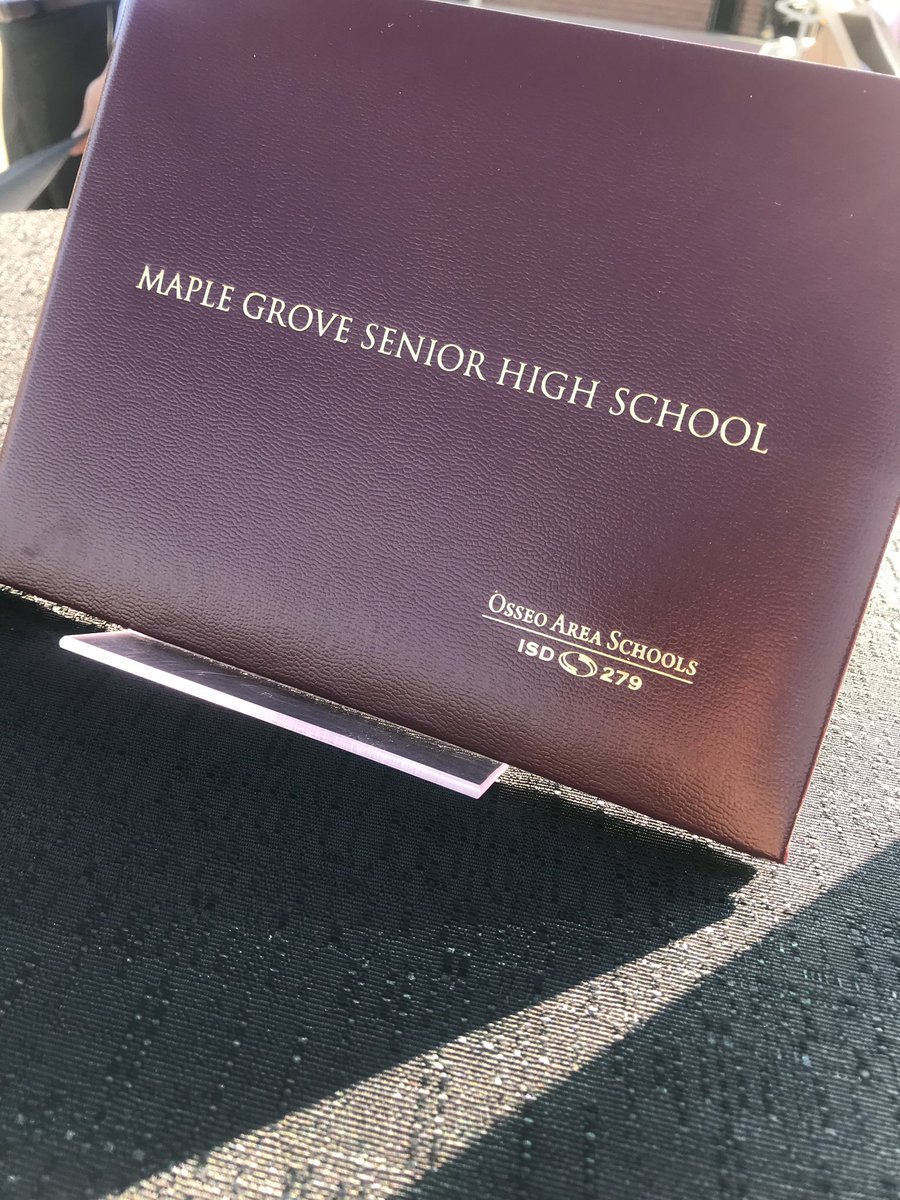 MAPLE GROVE SENIOR HIGH SCHOOL
OSSEO AREA SCHOOLS
ISD 279